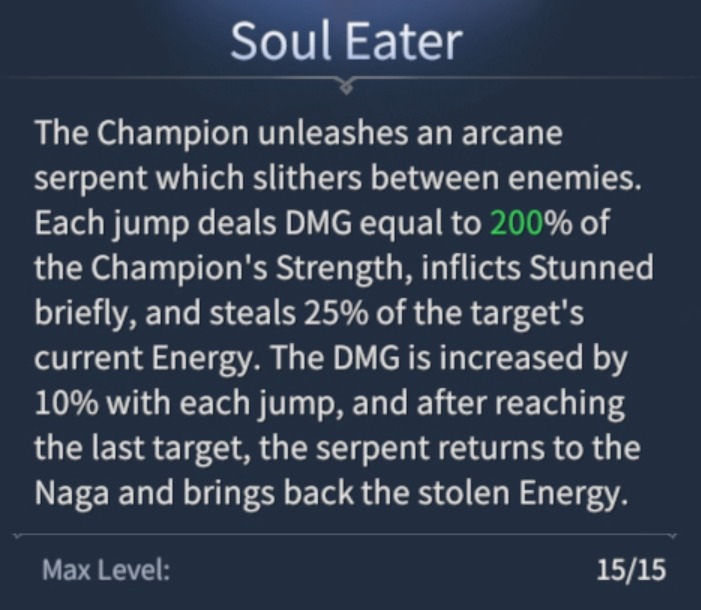 Soul Eater
The Champion unleashes an arcane
serpent which slithers between enemies.
Each jump deals DMG equal to 200% of
the Champion's Strength, inflicts Stunned
briefly, and steals 25% of the target's
current Energy. The DMG is increased by
10% with each jump, and after reaching
the last target, the serpent returns to the
Naga and brings back the stolen Energy.
Max Level: 15/15